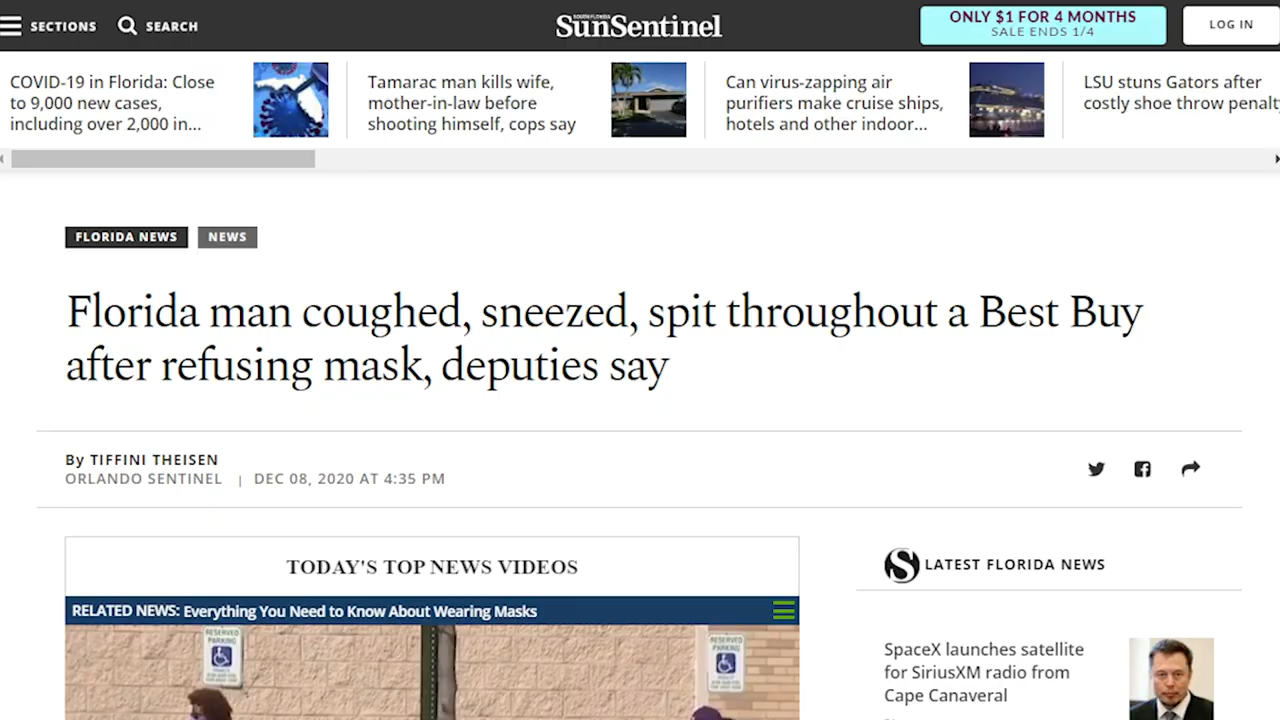 SECTIONS
SEARCH
SOUTH FLORIDA
SunSentinel
ONLY $1 FOR 4 MONTHS
SALE ENDS 1/4
LOG IN
COVID-19 in Florida: Close
to 9,000 new cases,
including over 2,000 in...
Tamarac man kills wife,
mother-in-law before
shooting himself, cops say
Can virus-zapping air
purifiers make cruise ships,
hotels and other indoor...
LSU stuns Gators after
costly shoe throw penalt
FLORIDA NEWS
NEWS
Florida man coughed, sneezed, spit throughout a Best Buy
after refusing mask, deputies say
By TIFFINI THEISEN
ORLANDO SENTINEL | DEC 08, 2020 AT 4:35 PM
TODAY'S TOP NEWS VIDEOS
RELATED NEWS: Everything You Need to Know About Wearing Masks
RESERVED
PARKING
RESERVED
PARKING
S LATEST FLORIDA NEWS
SpaceX launches satellite
for SiriusXM radio from
Cape Canaveral